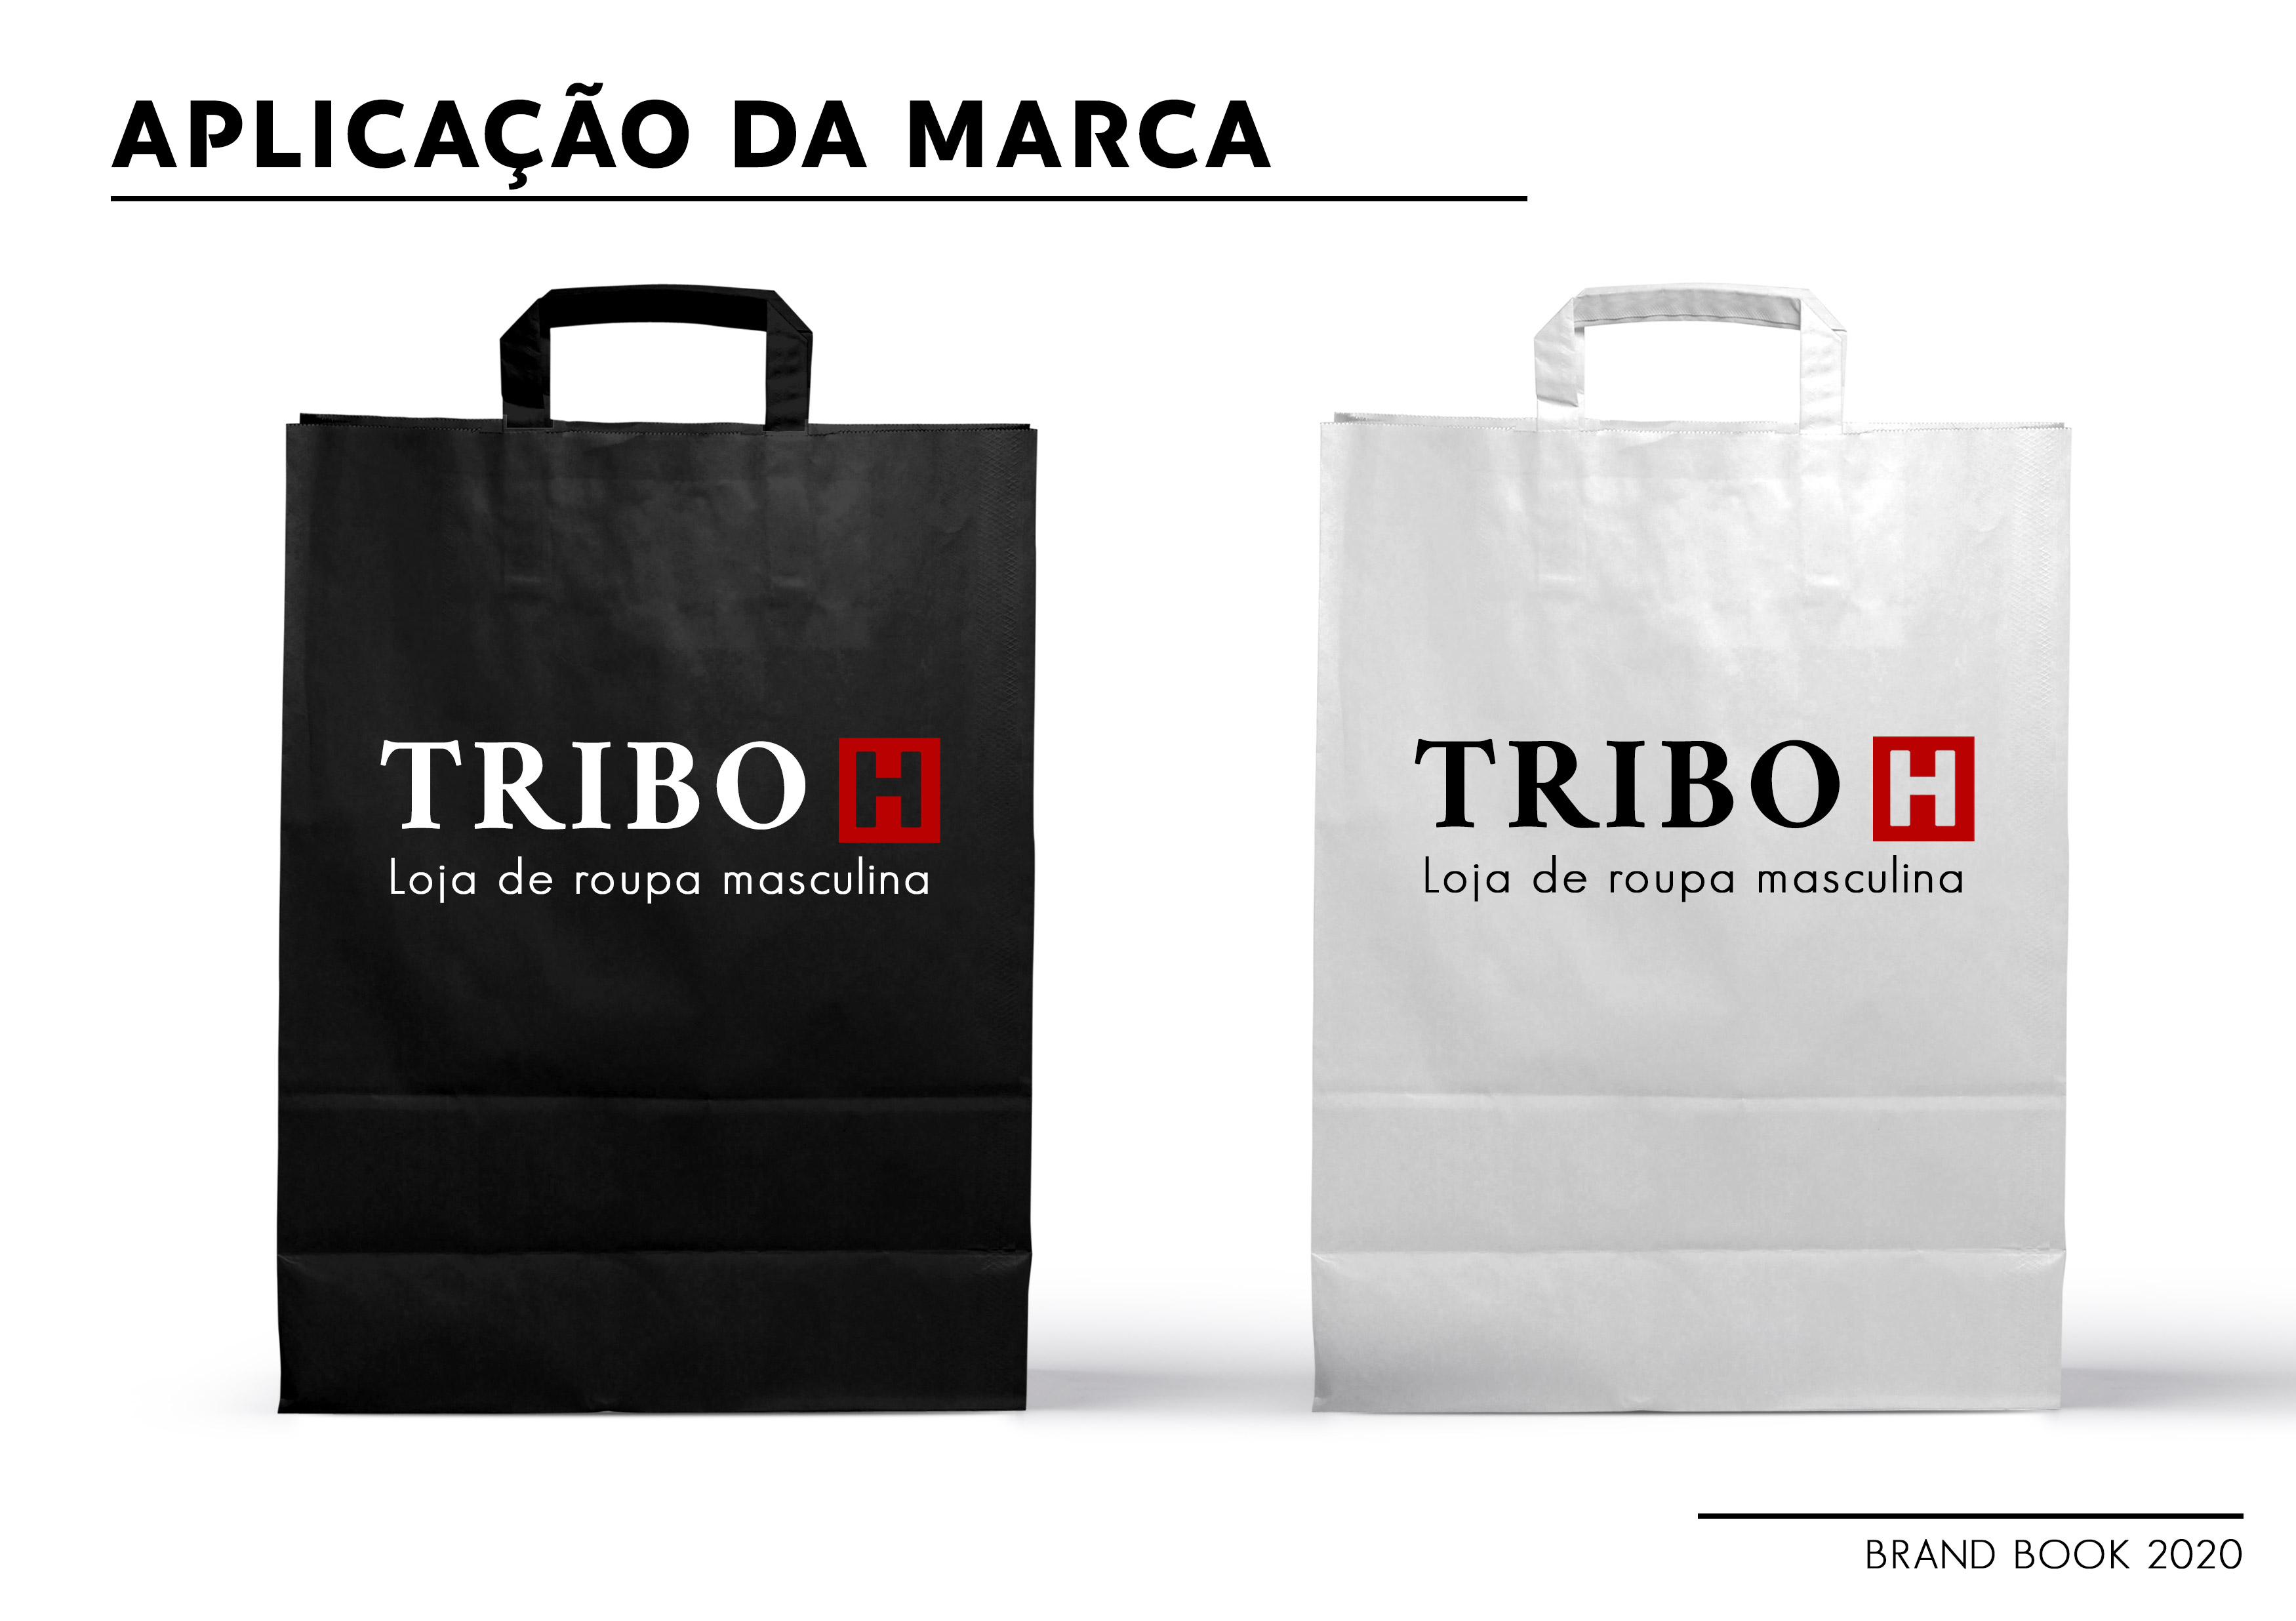 APLICAÇÃO DA MARCA
TRIBO H
Loja de roupa masculina
TRIBO H
Loja de roupa masculina
BRAND BOOK 2020